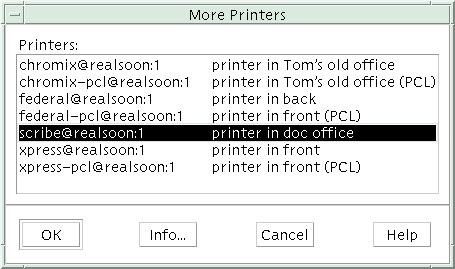 More Printers
Printers:
chromix@realsoon:1 printer in Tom's old office
chromix-pcl@realsoon:1 printer in Tom's old office (PCL)
federal@realsoon:1 printer in back
federal-pcl@realsoon:1 printer in front (PCL)
scribe@realsoon:1 printer in doc office
xpress@realsoon:1 printer in front
xpress-pcl@realsoon:1 printer in front (PCL)
OK Info... Cancel Help